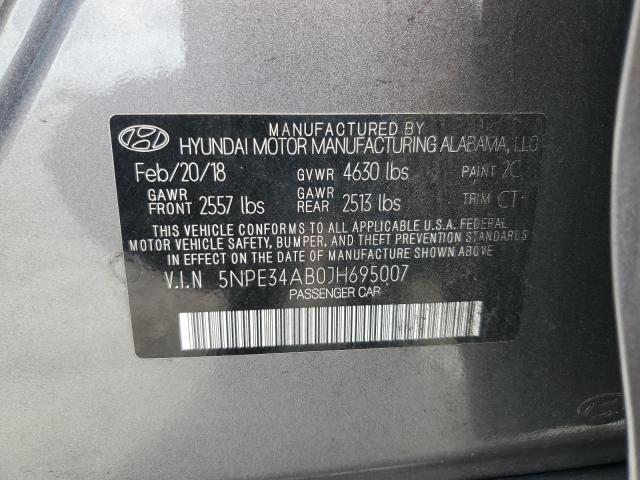 MANUFACTURED BY
HYUNDAI MOTOR MANUFACTURING ALABAMA, LLC
Feb/20/18 GVWR 4630 lbs PAINT 2C
GAWR FRONT 2557 lbs GAWR REAR 2513 lbs TRIM CT
THIS VEHICLE CONFORMS TO ALL APPLICABLE U.S.A. FEDERAL
MOTOR VEHICLE SAFETY, BUMPER, AND THEFT PREVENTION STANDARDS
IN EFFECT ON THE DATE OF MANUFACTURE SHOWN ABOVE.
V.I.N 5NPE34AB0JH695007
PASSENGER CAR